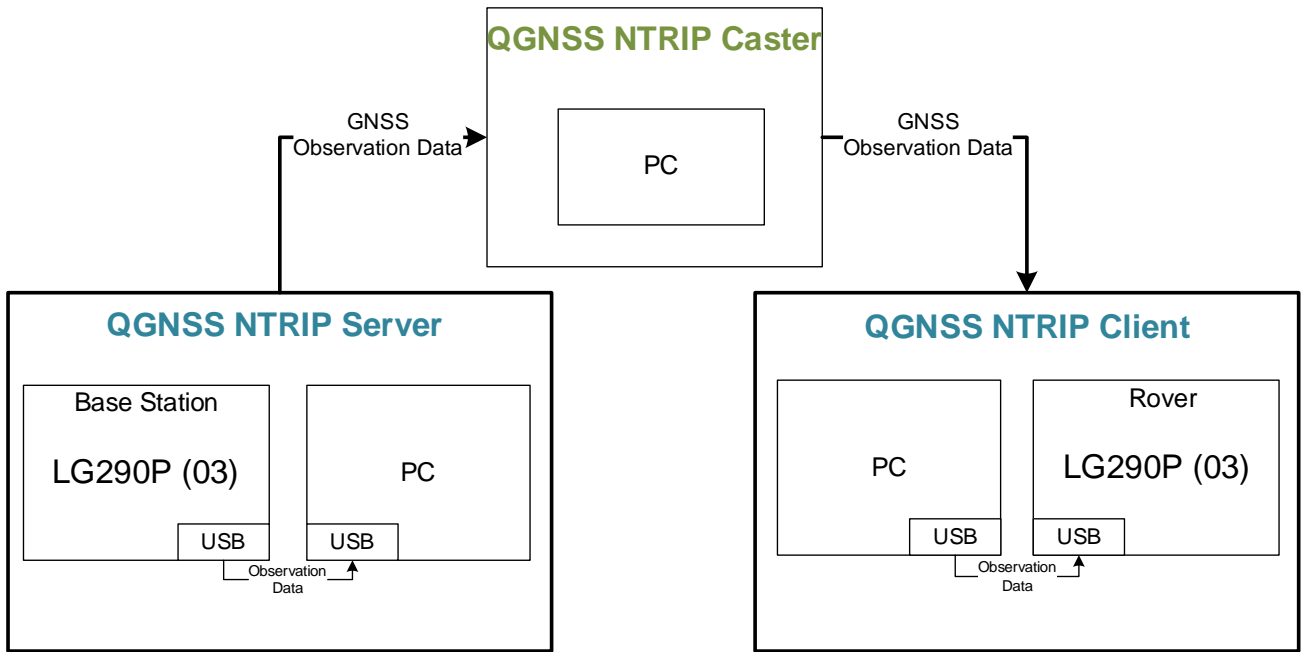 QGNSS NTRIP Caster
PC
GNSS
Observation Data
GNSS
Observation Data
QGNSS NTRIP Server
Base Station
LG290P (03)
USB
PC
USB
Observation
Data
QGNSS NTRIP Client
PC
USB
Rover
LG290P (03)
USB
Observation
Data